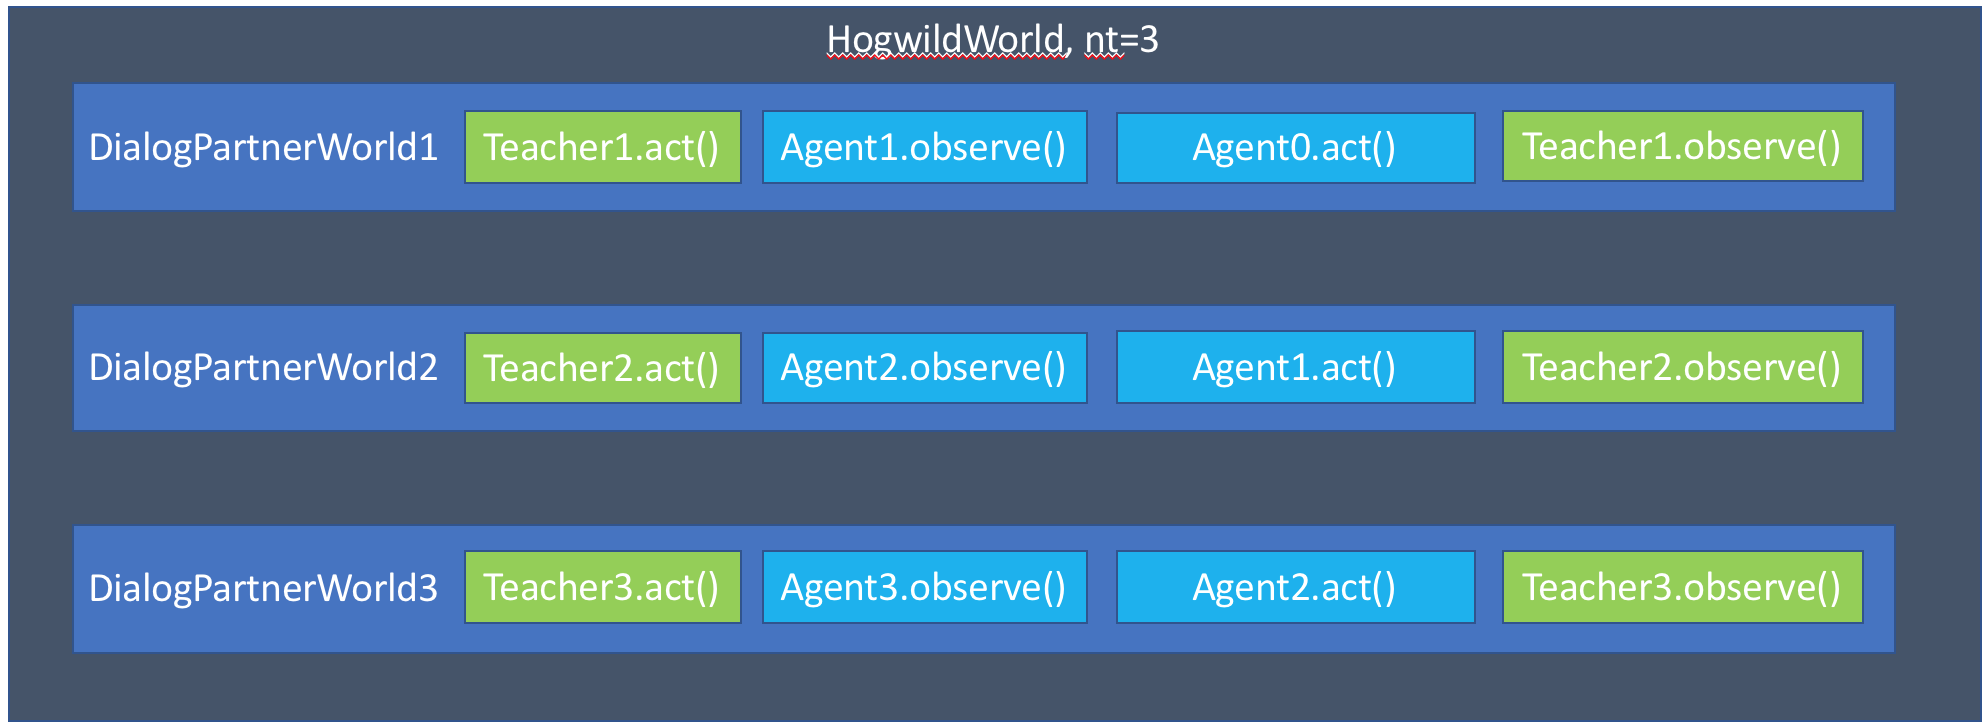 HogwildWorld, nt=3
DialogPartnerWorld1 Teacher1.act() Agent1.observe() Agent0.act() Teacher1.observe()
DialogPartnerWorld2 Teacher2.act() Agent2.observe() Agent1.act() Teacher2.observe()
DialogPartnerWorld3 Teacher3.act() Agent3.observe() Agent2.act() Teacher3.observe()